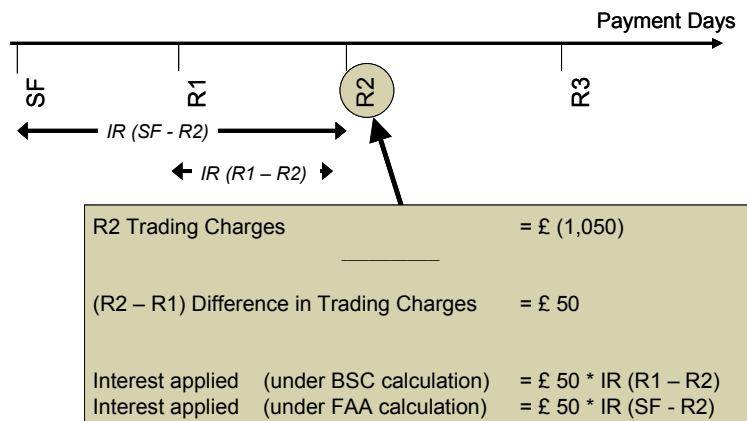 Payment Days
SF
R1
R2
R3
IR (SF - R2)
IR (R1 – R2)
R2 Trading Charges = £ (1,050)
(R2 – R1) Difference in Trading Charges = £ 50
Interest applied (under BSC calculation) = £ 50 * IR (R1 – R2)
Interest applied (under FAA calculation) = £ 50 * IR (SF - R2)